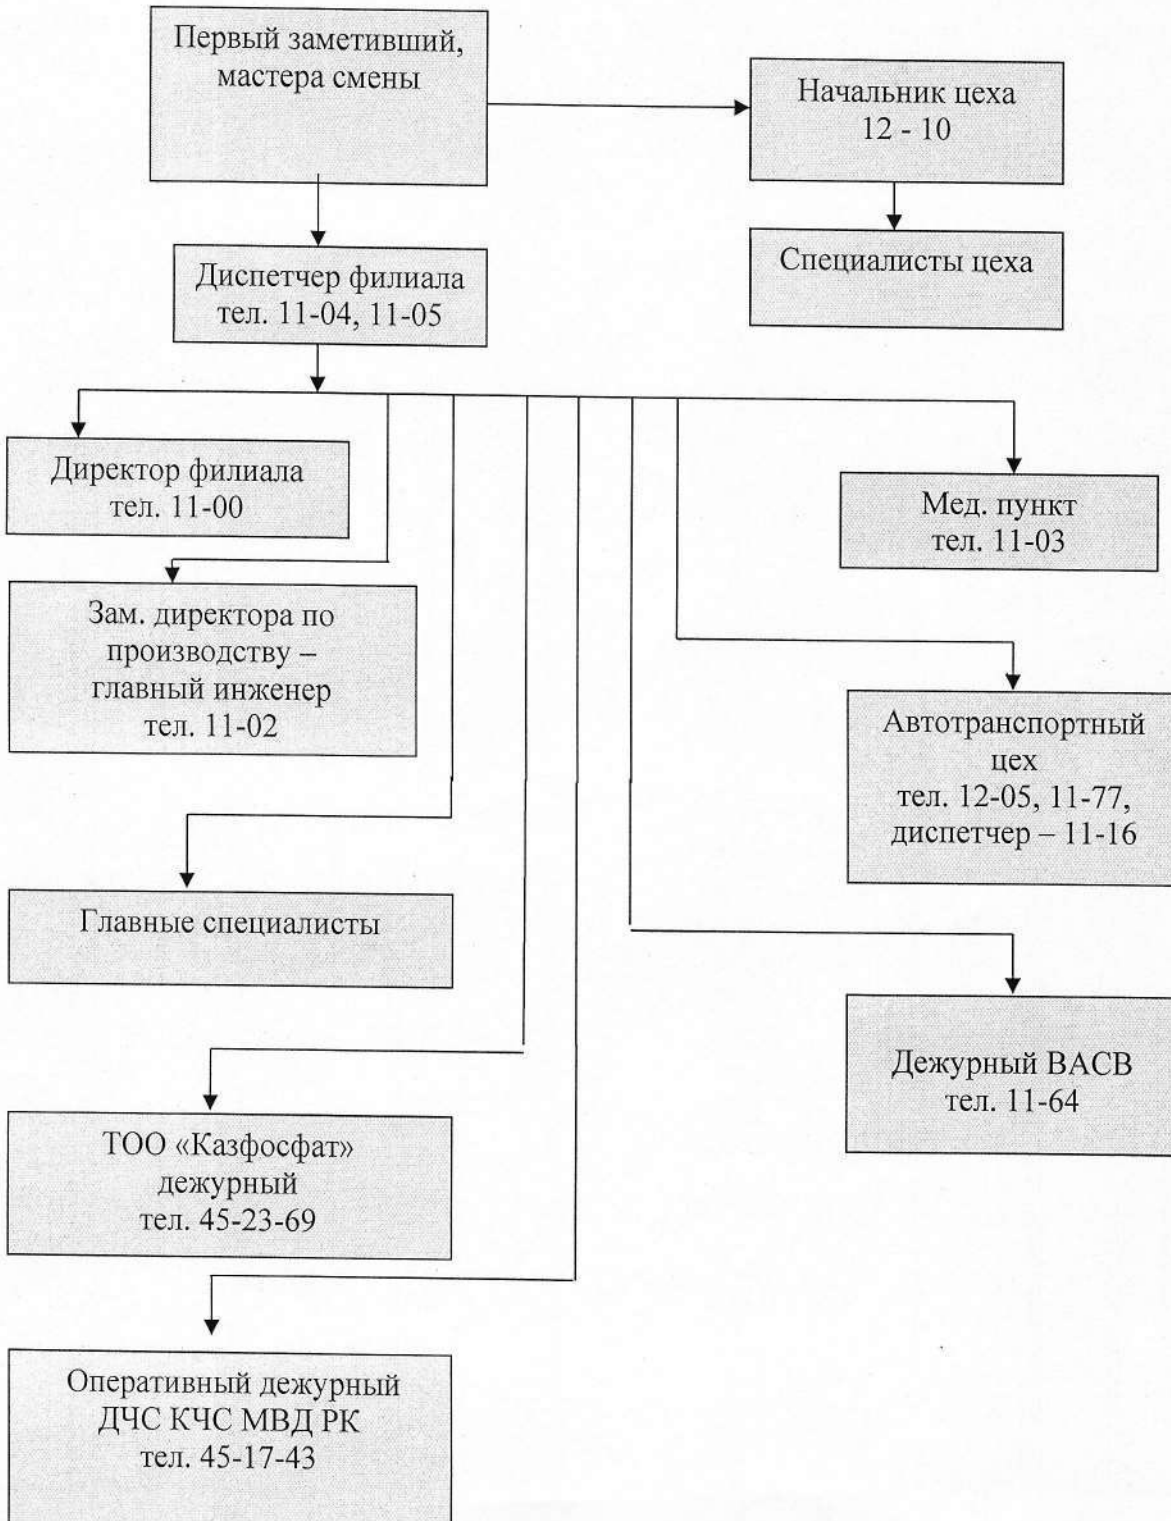 Первый заметивший,
мастера смены
Начальник цеха
12 - 10
Специалисты цеха
Диспетчер филиала
тел. 11-04, 11-05
Директор филиала
тел. 11-00
Мед. пункт
тел. 11-03
Зам. директора по
производству –
главный инженер
тел. 11-02
Автотранспортный
цех
тел. 12-05, 11-77,
диспетчер – 11-16
Главные специалисты
Дежурный ВАСВ
тел. 11-64
ТОО «Казфосфат»
дежурный
тел. 45-23-69
Оперативный дежурный
ДЧС КЧС МВД РК
тел. 45-17-43